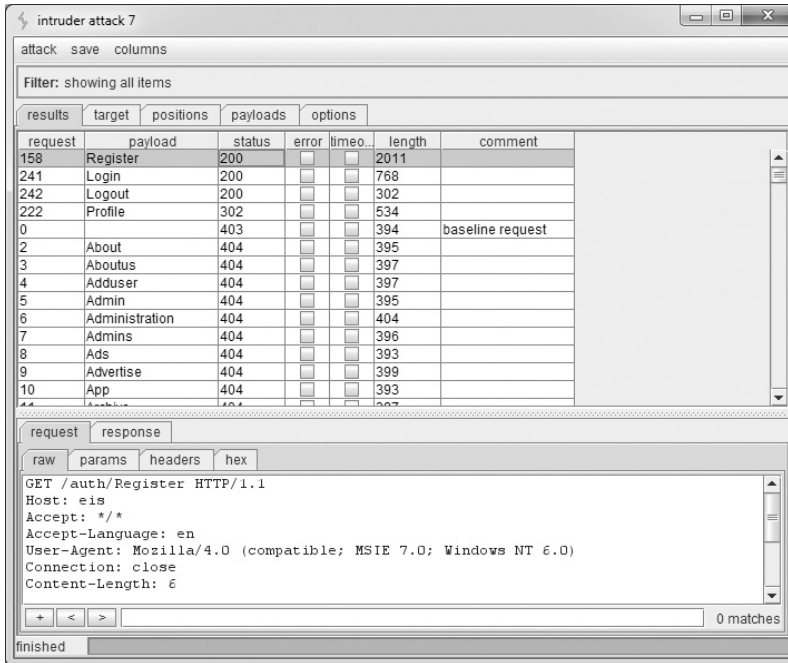 intruder attack 7
attack save columns
Filter: showing all items
results target positions payloads options
request payload status error timeo... length comment
158 Register 200 2011
241 Login 200 768
242 Logout 200 302
222 Profile 302 534
0 403 394 baseline request
2 About 404 395
3 Aboutus 404 397
4 Adduser 404 397
5 Admin 404 395
6 Administration 404 404
7 Admins 404 396
8 Ads 404 393
9 Advertise 404 399
10 App 404 393
request response
raw params headers hex
GET /auth/Register HTTP/1.1
Host: eis
Accept: */*
Accept-Language: en
User-Agent: Mozilla/4.0 (compatible; MSIE 7.0; Windows NT 6.0)
Connection: close
Content-Length: 6
+ < > 0 matches
finished